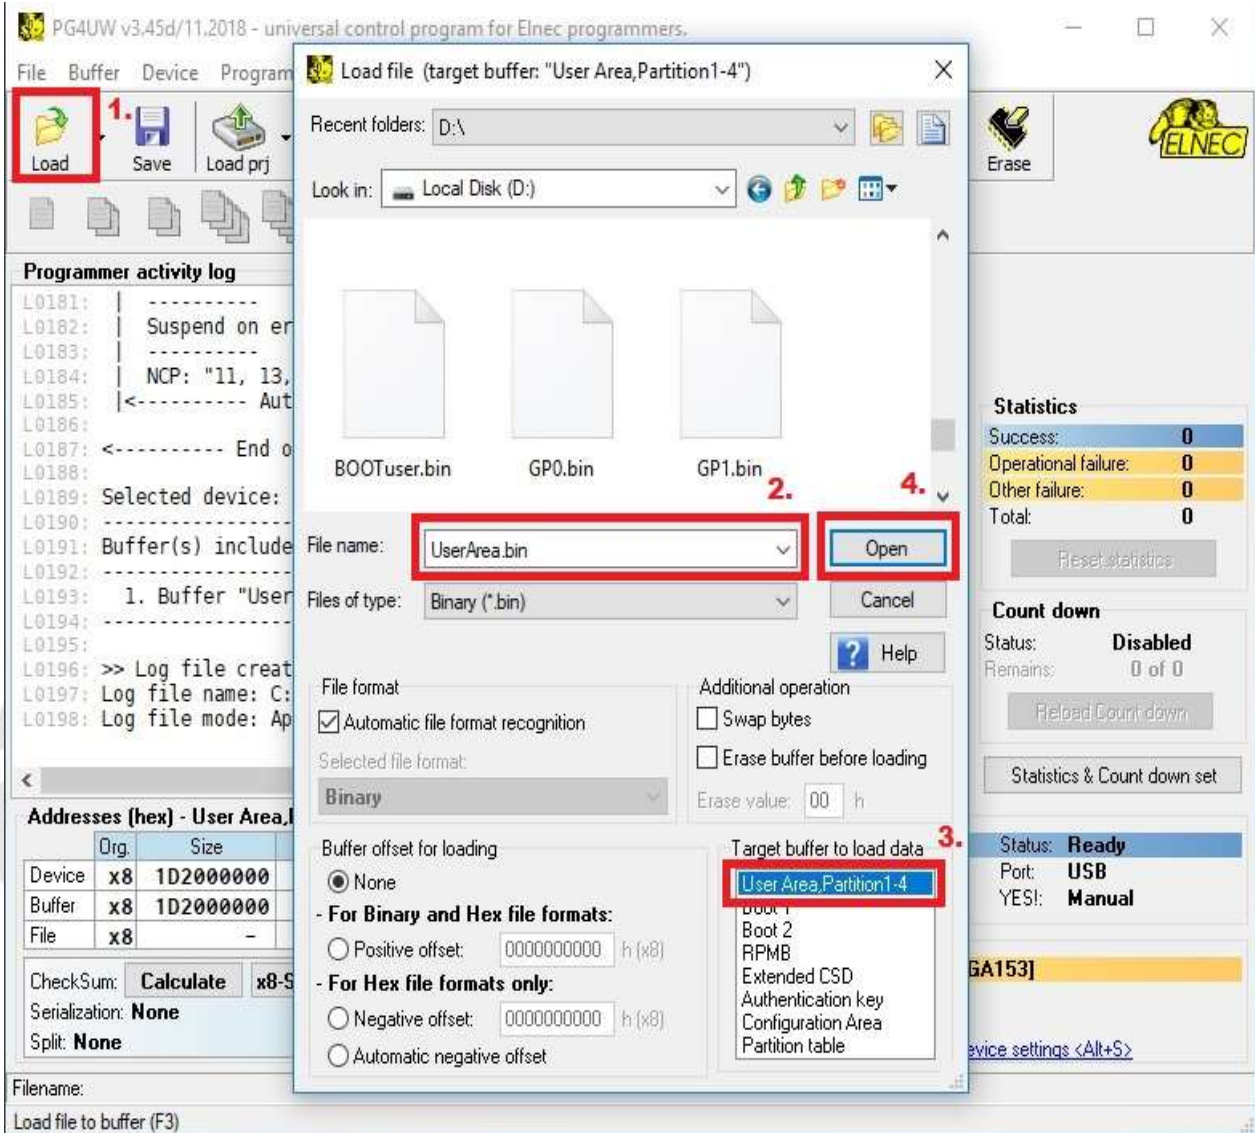 PG4UW v3.45d/11.2018 - universal control program for Elnec programmers.
File Buffer Device Program
1.
Load Save Load prj
Erase
ELNEC
Programmer activity log
L0181: | ----------
L0182: | Suspend on er
L0183: | ----------
L0184: | NCP: "11, 13,
L0185: |<---------- Aut
L0186:
L0187: <---------- End o
L0188:
L0189: Selected device:
L0190: -----------------
L0191: Buffer(s) include
L0192: -----------------
L0193: 1. Buffer "User
L0194: -----------------
L0195:
L0196: >> Log file creat
L0197: Log file name: C:
L0198: Log file mode: Ap
Addresses (hex) - User Area,
Org. Size
Device x8 1D2000000
Buffer x8 1D2000000
File x8 -
CheckSum: Calculate x8-S
Serialization: None
Split: None
Filename:
Load file to buffer (F3)
Load file (target buffer: "User Area,Partition1-4")
Recent folders: D:\
Look in: Local Disk (D:)
BOOTuser.bin GP0.bin GP1.bin
2. 4.
File name: UserArea.bin Open
Files of type: Binary (*.bin) Cancel
? Help
File format
Automatic file format recognition
Selected file format:
Binary
Additional operation
Swap bytes
Erase buffer before loading
Erase value: 00 h
Buffer offset for loading
None
- For Binary and Hex file formats:
Positive offset: 0000000000 h (x8)
- For Hex file formats only:
Negative offset: 0000000000 h (x8)
Automatic negative offset
Target buffer to load data 3.
User Area,Partition1-4
Boot 1
Boot 2
RPMB
Extended CSD
Authentication key
Configuration Area
Partition table
Statistics
Success: 0
Operational failure: 0
Other failure: 0
Total: 0
Reset statistics
Count down
Status: Disabled
Remains: 0 of 0
Reload Count down
Statistics & Count down set
Status: Ready
Port: USB
YES!: Manual
GA153]
evice settings <Alt+S>